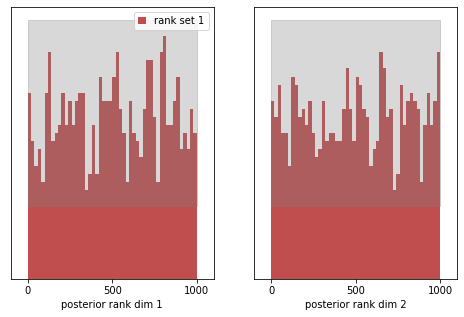 rank set 1
0 500 1000
posterior rank dim 1
0 500 1000
posterior rank dim 2